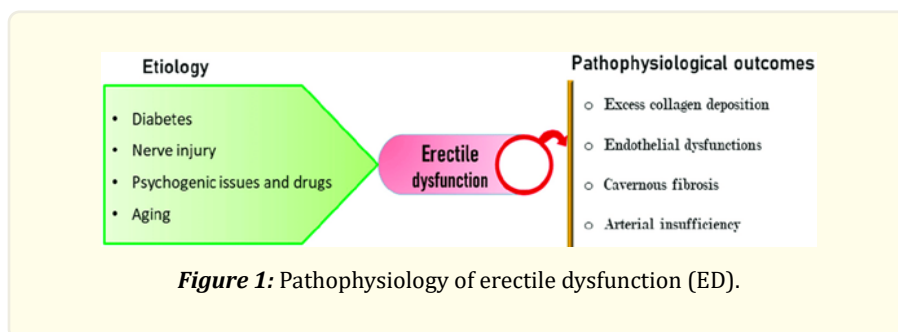 Etiology
• Diabetes
• Nerve injury
• Psychogenic issues and drugs
• Aging
Erectile
dysfunction
Pathophysiological outcomes
o Excess collagen deposition
o Endothelial dysfunctions
o Cavernous fibrosis
o Arterial insufficiency
Figure 1: Pathophysiology of erectile dysfunction (ED).